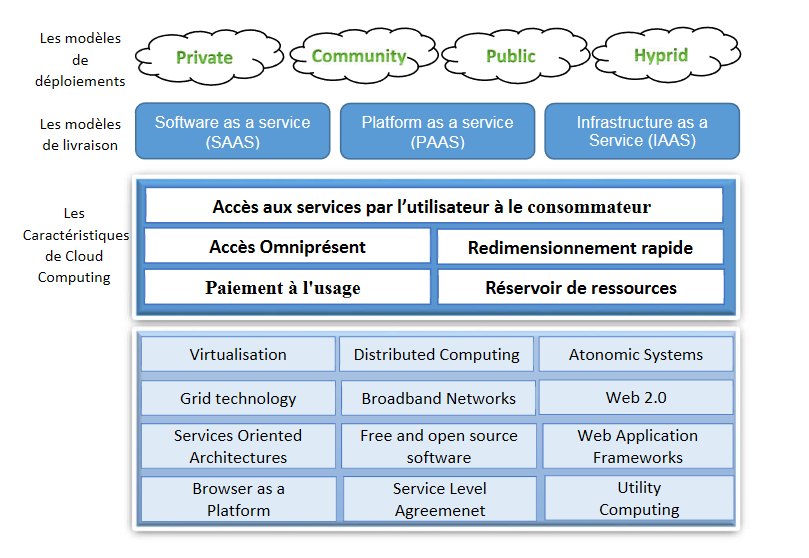 Les modèles
de
déploiements
Private
Community
Public
Hyprid
Les modèles
de livraison
Software as a service
(SAAS)
Platform as a service
(PAAS)
Infrastructure as a
Service (IAAS)
Les
Caractéristiques
de Cloud
Computing
Accès aux services par l’utilisateur à le consommateur
Accès Omniprésent
Redimensionnement rapide
Paiement à l'usage
Réservoir de ressources
Virtualisation
Distributed Computing
Atonomic Systems
Grid technology
Broadband Networks
Web 2.0
Services Oriented
Architectures
Free and open source
software
Web Application
Frameworks
Browser as a
Platform
Service Level
Agreemenet
Utility
Computing